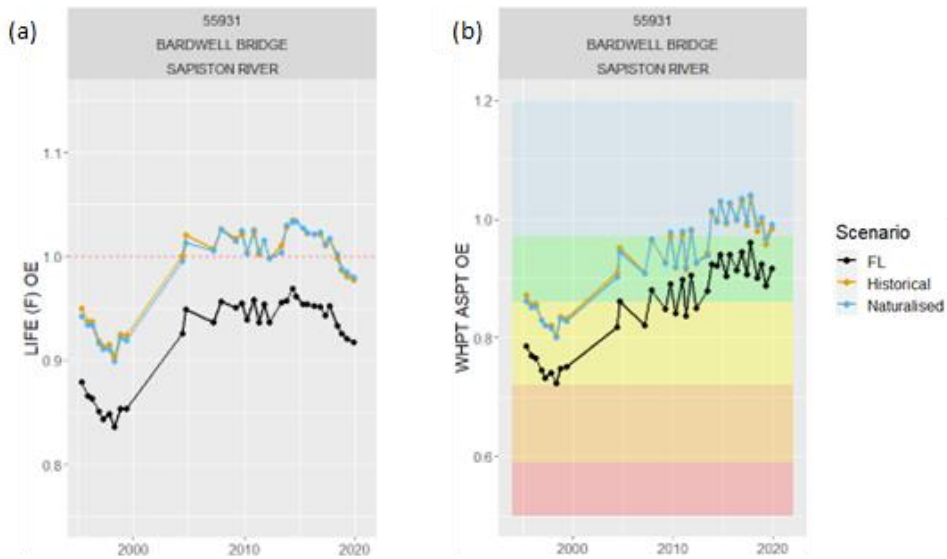 (a)
55931
BARDWELL BRIDGE
SAPISTON RIVER
LIFE (F) OE
1.1
1.0
0.9
0.8
2000
2010
2020
(b)
55931
BARDWELL BRIDGE
SAPISTON RIVER
WHPT ASPT OE
1.2
1.0
0.8
0.6
2000
2010
2020
Scenario
FL
Historical
Naturalised